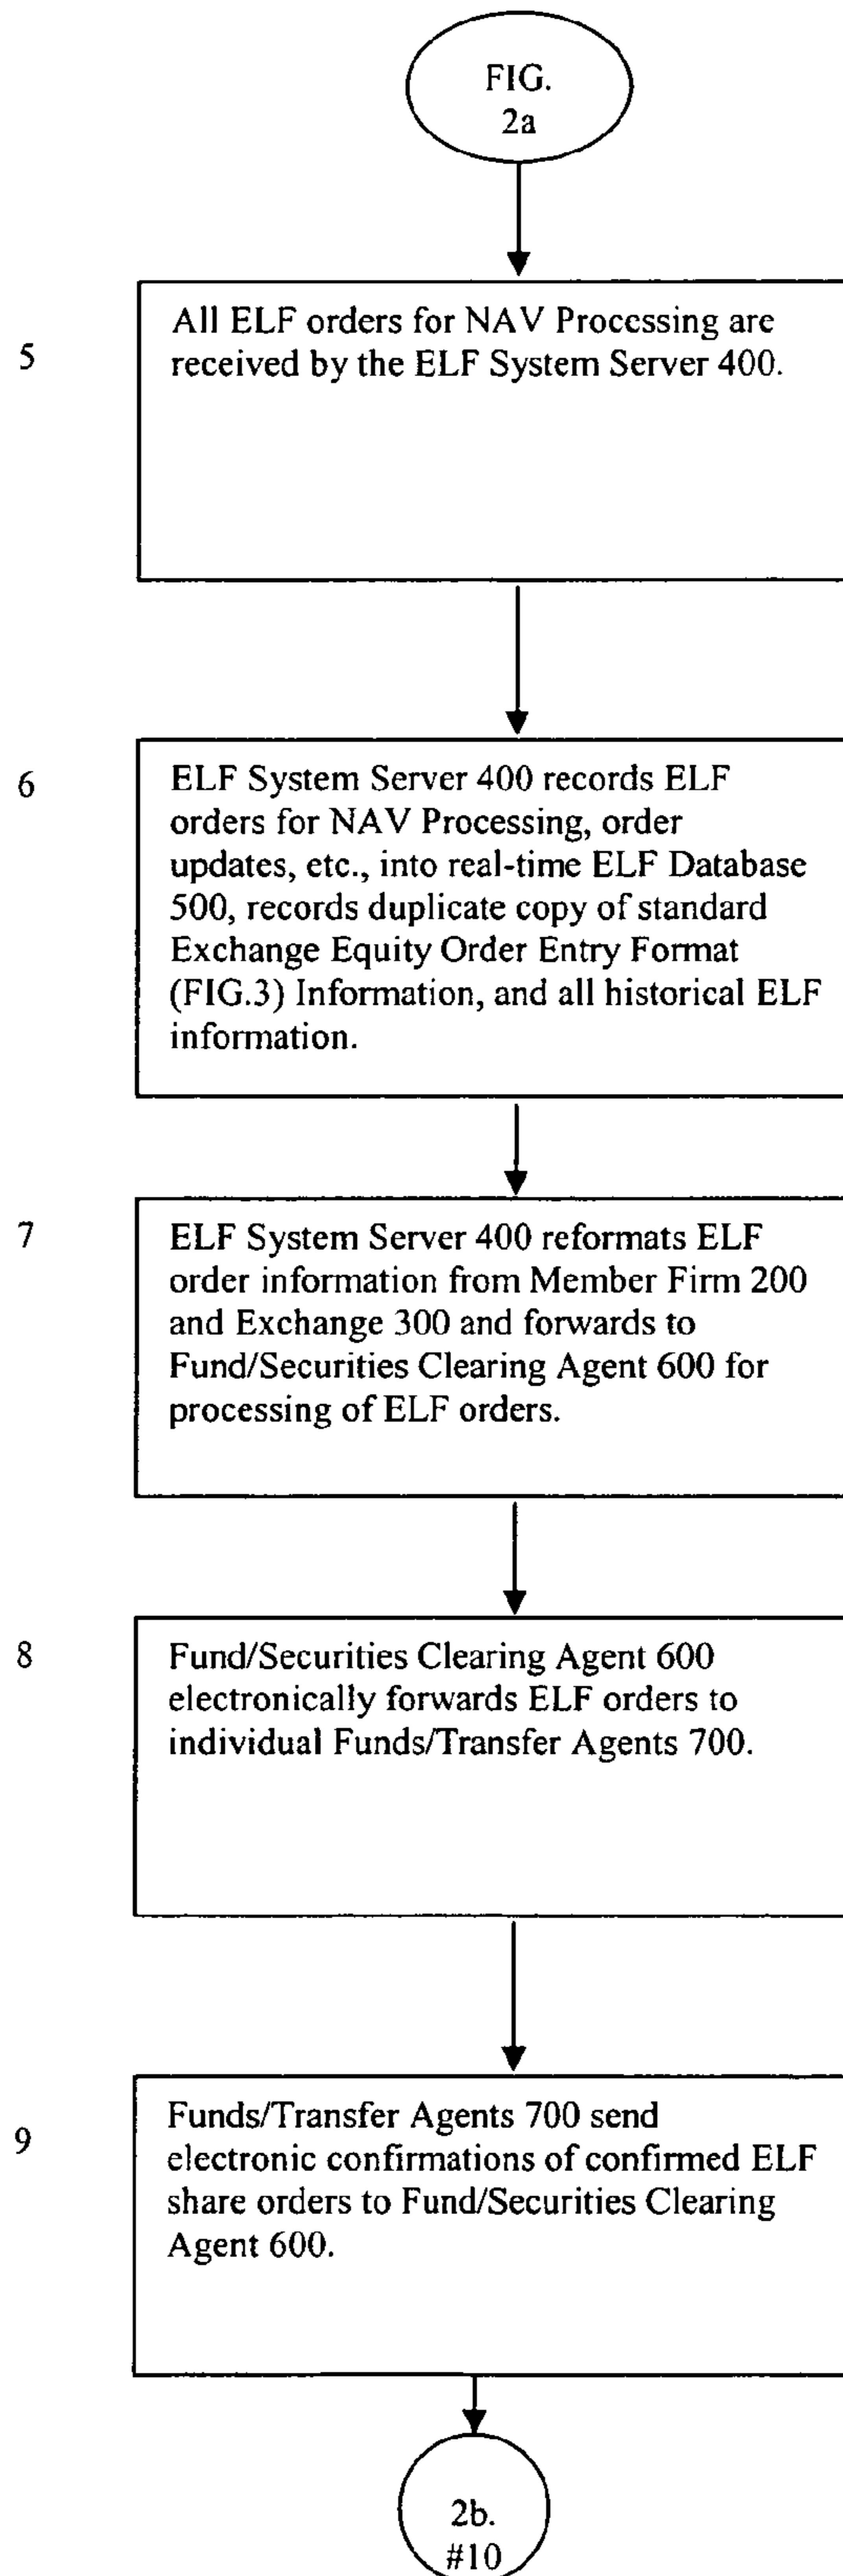 FIG.
2a
5
All ELF orders for NAV Processing are
received by the ELF System Server 400.
6
ELF System Server 400 records ELF
orders for NAV Processing, order
updates, etc., into real-time ELF Database
500, records duplicate copy of standard
Exchange Equity Order Entry Format
(FIG.3) Information, and all historical ELF
information.
7
ELF System Server 400 reformats ELF
order information from Member Firm 200
and Exchange 300 and forwards to
Fund/Securities Clearing Agent 600 for
processing of ELF orders.
8
Fund/Securities Clearing Agent 600
electronically forwards ELF orders to
individual Funds/Transfer Agents 700.
9
Funds/Transfer Agents 700 send
electronic confirmations of confirmed ELF
share orders to Fund/Securities Clearing
Agent 600.
2b.
#10